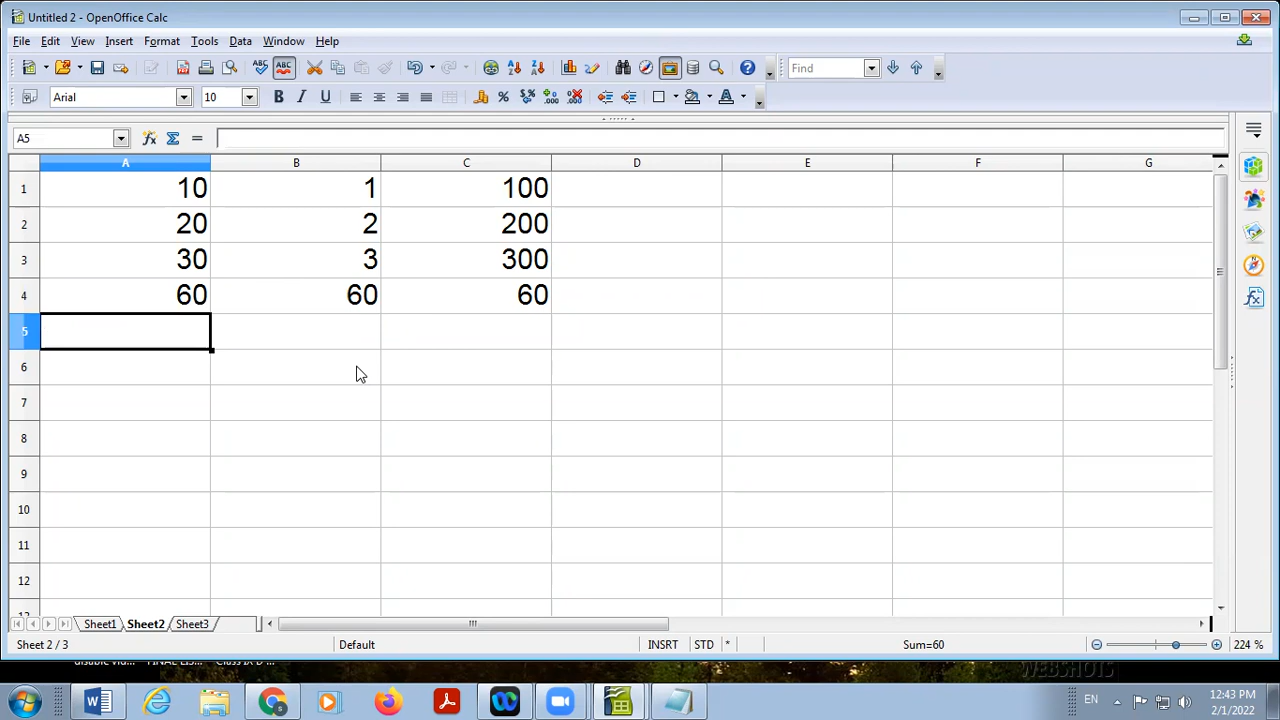 Untitled 2 - OpenOffice Calc
File Edit View Insert Format Tools Data Window Help
Find
Arial 10
A5
A B C D E F G
1 10 1 100
2 20 2 200
3 30 3 300
4 60 60 60
5
6
7
8
9
10
11
12
Sheet1 Sheet2 Sheet3
Sheet 2 / 3 Default INSRT STD * Sum=60 224 %
WEBSHOTS
EN 12:43 PM
2/1/2022